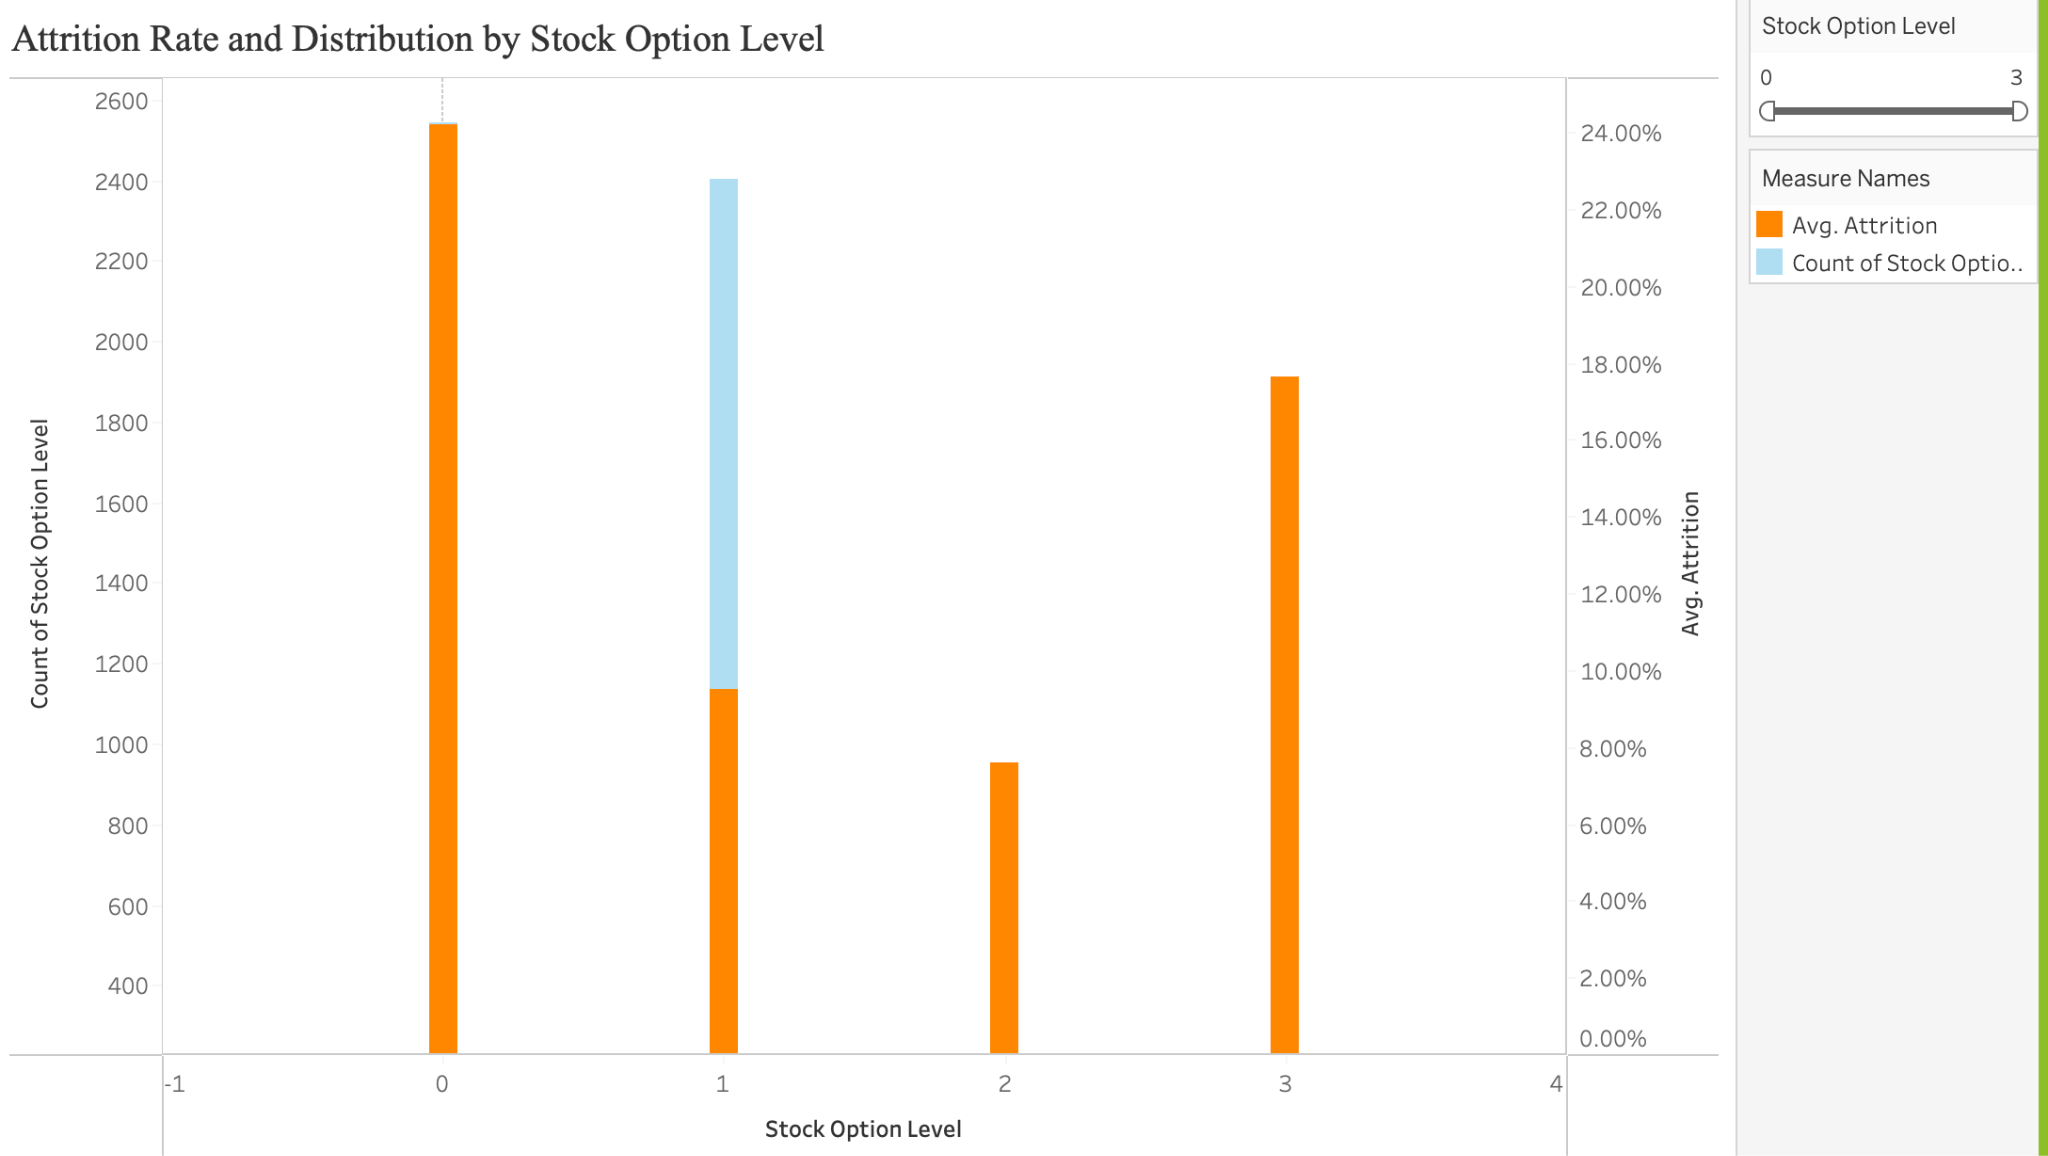 Attrition Rate and Distribution by Stock Option Level
2600
2400
2200
2000
1800
1600
1400
1200
1000
800
600
400
Count of Stock Option Level
24.00%
22.00%
20.00%
18.00%
16.00%
14.00%
12.00%
10.00%
8.00%
6.00%
4.00%
2.00%
0.00%
Avg. Attrition
-1 0 1 2 3 4
Stock Option Level
Stock Option Level
0 3
Measure Names
Avg. Attrition
Count of Stock Optio..